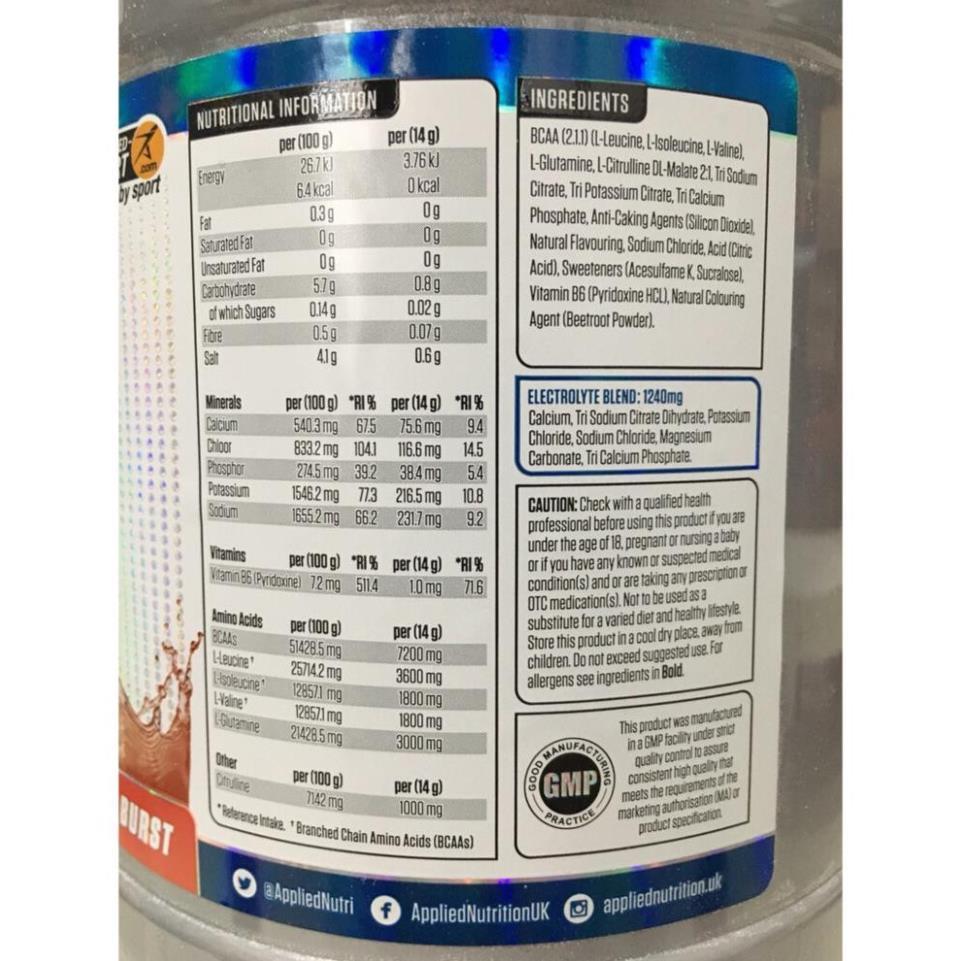 .com
by sport
BURST
NUTRITIONAL INFORMATION
per (100 g) per (14 g)
Energy 26.7 kJ 3.76 kJ
6.4 kcal 0 kcal
Fat 0.3 g 0 g
Saturated Fat 0 g 0 g
Unsaturated Fat 0 g 0 g
Carbohydrate 5.7 g 0.8 g
of which Sugars 0.14 g 0.02 g
Fibre 0.5 g 0.07 g
Salt 4.1 g 0.6 g
Minerals per (100 g) *RI % per (14 g) *RI %
Calcium 540.3 mg 67.5 75.6 mg 9.4
Chloor 833.2 mg 104.1 116.6 mg 14.5
Phosphor 274.5 mg 39.2 38.4 mg 5.4
Potassium 1546.2 mg 77.3 216.5 mg 10.8
Sodium 1655.2 mg 66.2 231.7 mg 9.2
Vitamins per (100 g) *RI % per (14 g) *RI %
Vitamin B6 (Pyridoxine) 7.2 mg 511.4 1.0 mg 71.6
Amino Acids per (100 g) per (14 g)
BCAAs 51428.5 mg 7200 mg
L-Leucine † 25714.2 mg 3600 mg
L-Isoleucine † 12857.1 mg 1800 mg
L-Valine † 12857.1 mg 1800 mg
L-Glutamine 21428.5 mg 3000 mg
Other per (100 g) per (14 g)
Citrulline 7142 mg 1000 mg
* Reference Intake. † Branched Chain Amino Acids (BCAAs)
INGREDIENTS
BCAA (2.1.1) (L-Leucine, L-Isoleucine, L-Valine),
L-Glutamine, L-Citrulline DL-Malate 2:1, Tri Sodium
Citrate, Tri Potassium Citrate, Tri Calcium
Phosphate, Anti-Caking Agents (Silicon Dioxide),
Natural Flavouring, Sodium Chloride, Acid (Citric
Acid), Sweeteners (Acesulfame K, Sucralose),
Vitamin B6 (Pyridoxine HCL), Natural Colouring
Agent (Beetroot Powder).
ELECTROLYTE BLEND: 1240mg
Calcium, Tri Sodium Citrate Dihydrate, Potassium
Chloride, Sodium Chloride, Magnesium
Carbonate, Tri Calcium Phosphate.
CAUTION: Check with a qualified health
professional before using this product if you are
under the age of 18, pregnant or nursing a baby
or if you have any known or suspected medical
condition(s) and or are taking any prescription or
OTC medication(s). Not to be used as a
substitute for a varied diet and healthy lifestyle.
Store this product in a cool dry place, away from
children. Do not exceed suggested use. For
allergens see ingredients in Bold.
GOOD MANUFACTURING
GMP
PRACTICE
This product was manufactured
in a GMP facility under strict
quality control to assure
consistent high quality that
meets the requirements of the
marketing authorisation (MA) or
product specification.
@AppliedNutri AppliedNutritionUK appliednutrition.uk